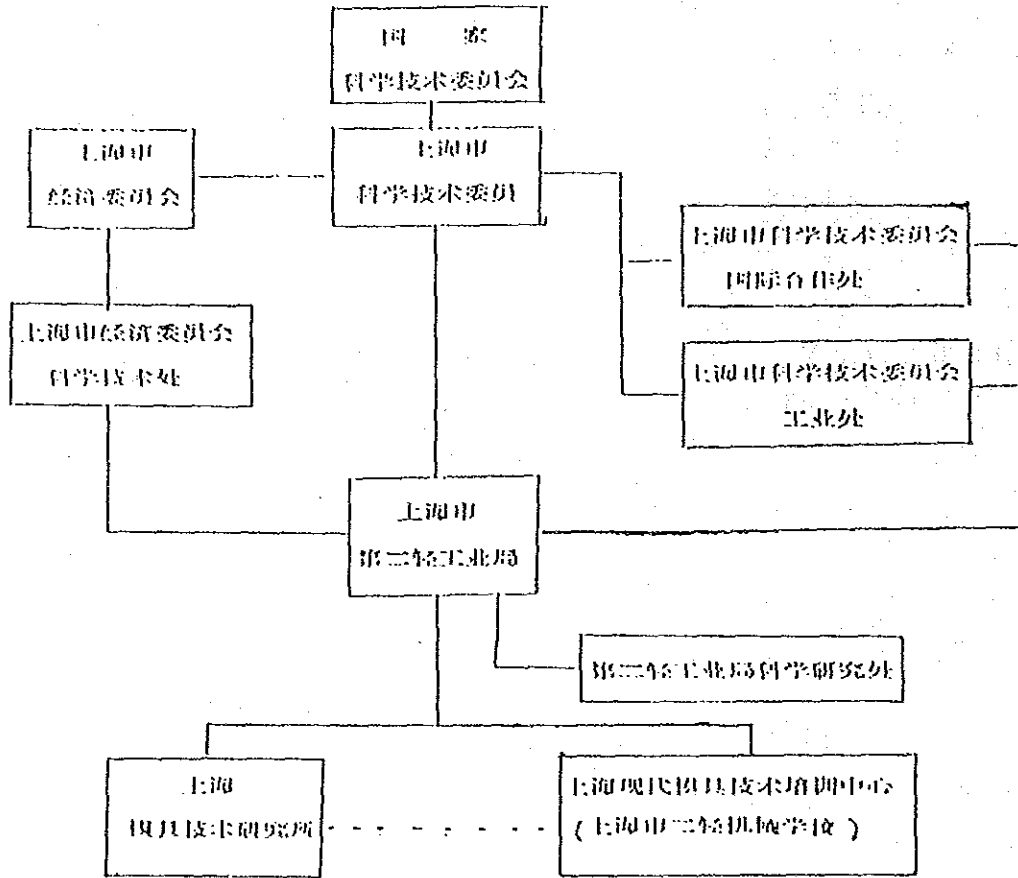 国 家
科学技术委员会
上海市
经济委员会
上海市
科学技术委员
上海市科学技术委员会
国际合作处
上海市经济委员会
科学技术处
上海市科学技术委员会
工业处
上海市
第二轻工业局
第二轻工业局科学研究处
上海
模具技术研究所
上海现代模具技术培训中心
(上海市二轻机械学校)